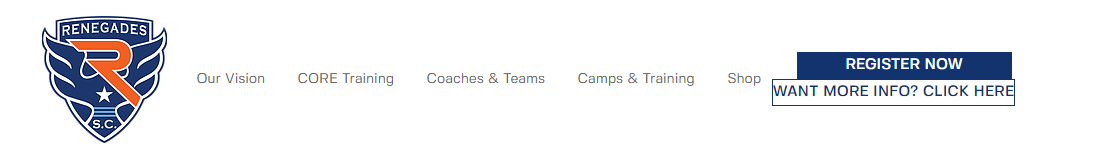 RENEGADES
R
S.C.
Our Vision
CORE Training
Coaches & Teams
Camps & Training
Shop
REGISTER NOW
WANT MORE INFO? CLICK HERE